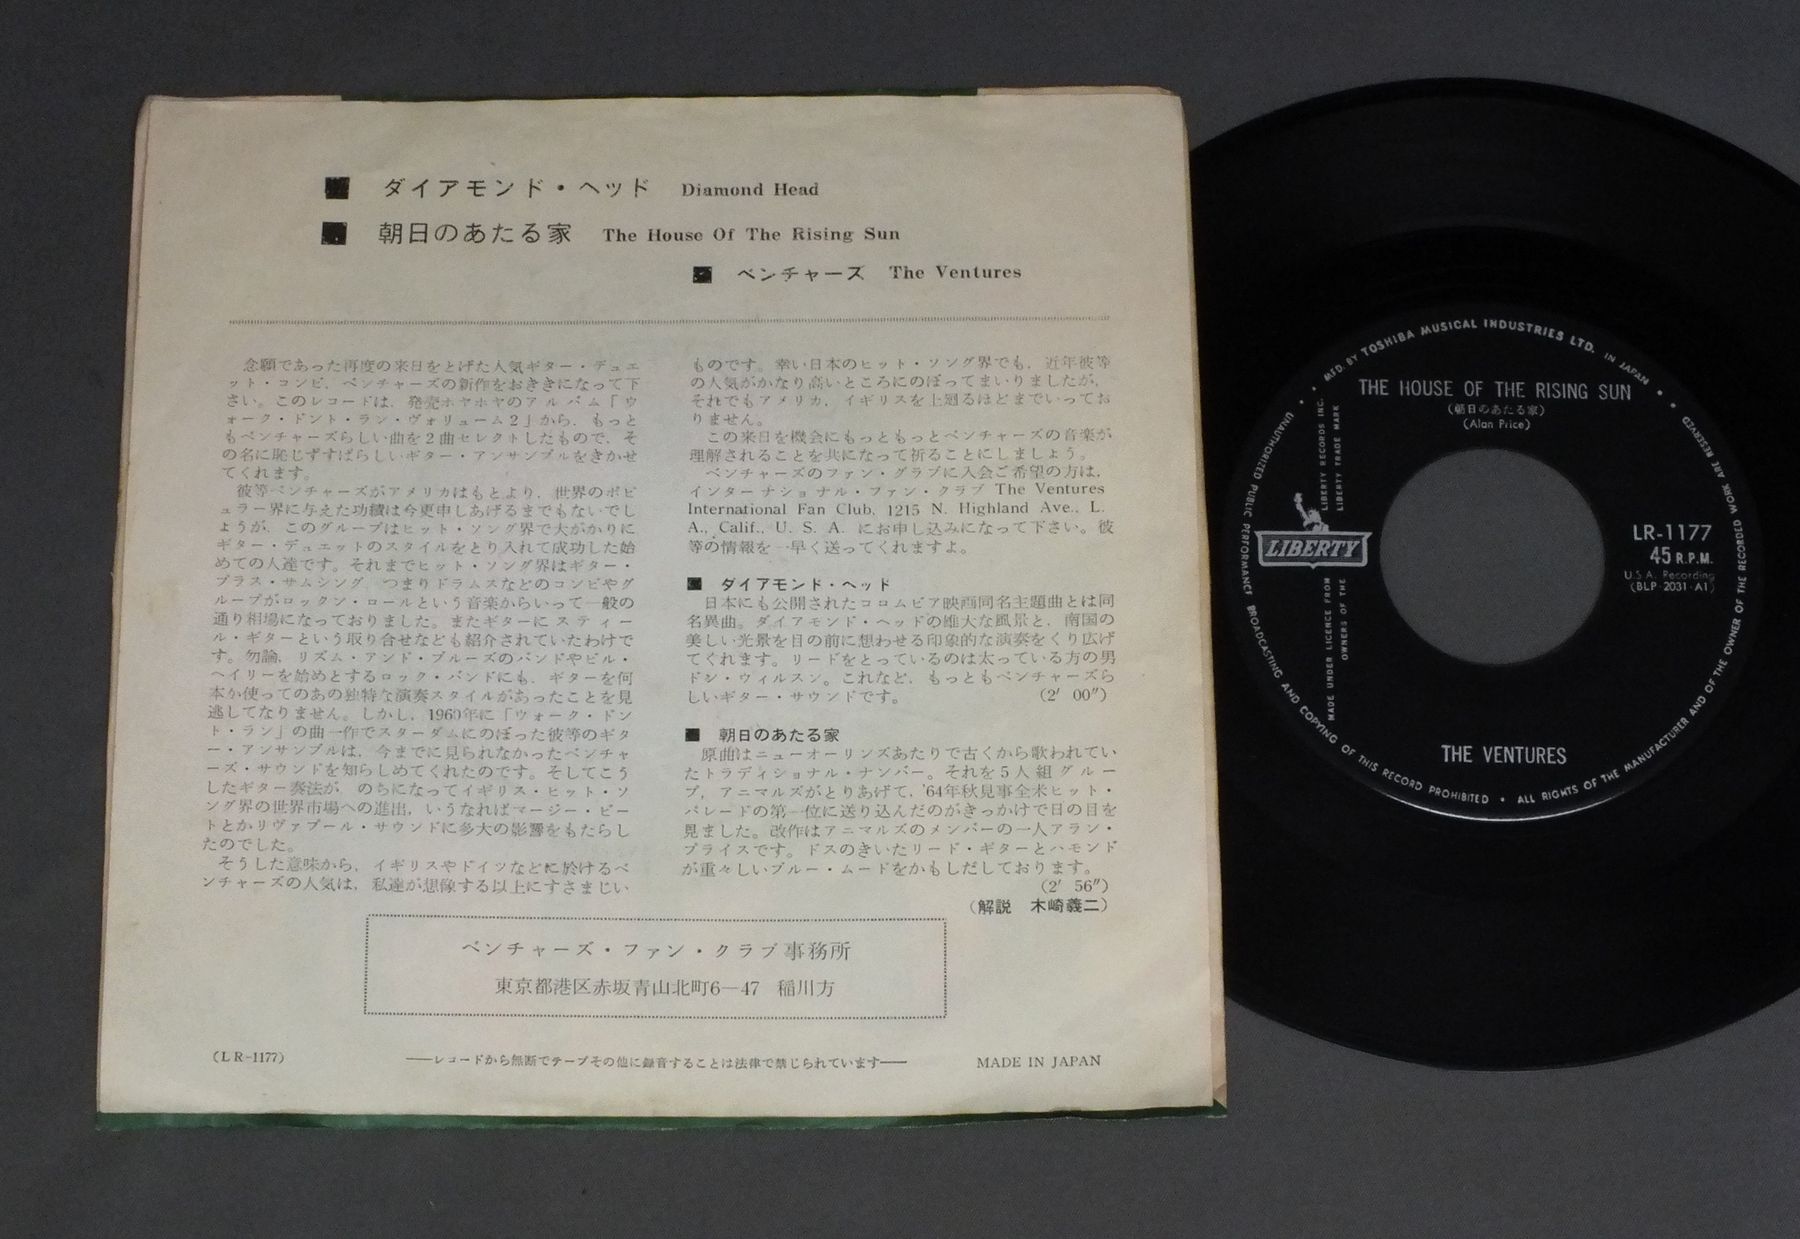 ■ ダイアモンド・ヘッド Diamond Head
■ 朝日のあたる家 The House Of The Rising Sun
■ ベンチャーズ The Ventures
念願であった再度の来日をとげた人気ギター・デュエ
ット・コンビ，ベンチャーズの新作をおききになって下
さい。このレコードは，発売ホヤホヤのアルバム「ウ
ォーク・ドント・ラン・ヴォリューム2」から，もっと
もベンチャーズらしい曲を2曲セレクトしたもので，そ
の名に恥じずすばらしいギター・アンサンブルをきかせ
てくれます。
彼等ベンチャーズがアメリカはもとより，世界のポピ
ュラー界に与えた功績は今更申しあげるまでもないでし
ょうが，このグループはヒット・ソング界で大がかりに
ギター・デュエットのスタイルをとり入れて成功した始
めての人達です。それまでヒット・ソング界はギター・
プラス・サムシング，つまりドラムスなどのコンビやグ
ループがロックン・ロールという音楽からいって一般の
通り相場になっておりました。またギターにスティー
ル・ギターという取り合せなども紹介されていたわけで
す。勿論，リズム・アンド・ブルーズのバンドやビル・
ヘイリーを始めとするロック・バンドにも，ギターを何
本か使ってのあの独特な演奏スタイルがあったことを見
逃してなりません。しかし，1960年に「ウォーク・ドン
ト・ラン」の曲一作でスターダムにのぼった彼等のギタ
ー・アンサンブルは，今までに見られなかったベンチャ
ーズ・サウンドを知らしめてくれたのです。そしてこう
したギター奏法が，のちになってイギリス・ヒット・ソ
ング界の世界市場への進出，いうなればマージー・ビー
トとかリヴァプール・サウンドに多大の影響をもたらし
たのでした。
そうした意味から，イギリスやドイツなどに於けるベ
ンチャーズの人気は，私達が想像する以上にすさまじい
ものです。幸い日本のヒット・ソング界でも，近年彼等
の人気がかなり高いところにのぼってまいりましたが，
それでもアメリカ，イギリスを上廻るほどまでいってお
りません。
この来日を機会にもっともっとベンチャーズの音楽が
理解されることを共になって祈ることにしましょう。
ベンチャーズのファン・グラブに入会ご希望の方は，
インターナショナル・ファン・クラブ The Ventures
International Fan Club, 1215 N. Highland Ave., L.
A., Calif., U. S. A. にお申し込みになって下さい。彼
等の情報を一早く送ってくれますよ。
■ ダイアモンド・ヘッド
日本にも公開されたコロムビア映画同名主題曲とは同
名異曲。ダイアモンド・ヘッドの雄大な風景と，南国の
美しい光景を目の前に想わせる印象的な演奏をくり広げ
てくれます。リードをとっているのは太っている方の男
ドン・ウィルスン。これなど，もっともベンチャーズら
しいギター・サウンドです。 (2′ 00″)
■ 朝日のあたる家
原曲はニューオーリンズあたりで古くから歌われてい
たトラディショナル・ナンバー。それを5人組グルー
プ，アニマルズがとりあげて，'64年秋見事全米ヒット・
パレードの第一位に送り込んだのがきっかけで日の目を
見ました。改作はアニマルズのメンバーの一人アラン・
プライスです。ドスのきいたリード・ギターとハモンド
が重々しいブルー・ムードをかもしだしております。
(2′ 56″)
(解説 木崎義二)
ベンチャーズ・ファン・クラブ事務所
東京都港区赤坂青山北町6―47 稲川方
(LR-1177)
――レコードから無断でテープその他に録音することは法律で禁じられています――
MADE IN JAPAN
MFD. BY TOSHIBA MUSICAL INDUSTRIES LTD. IN JAPAN
THE HOUSE OF THE RISING SUN
(朝日のあたる家)
(Alan Price)
LIBERTY RECORDS INC.
LIBERTY TRADE MARK
MADE UNDER LICENCE FROM
OWNERS OF THE
LIBERTY
LR-1177
45 R.P.M.
U.S.A. Recording
(BLP-2031-A1)
THE VENTURES
UNAUTHORIZED PUBLIC PERFORMANCE BROADCASTING AND COPYING OF THIS RECORD PROHIBITED • ALL RIGHTS OF THE MANUFACTURER AND OF THE OWNER OF THE RECORDED WORK ARE RESERVED